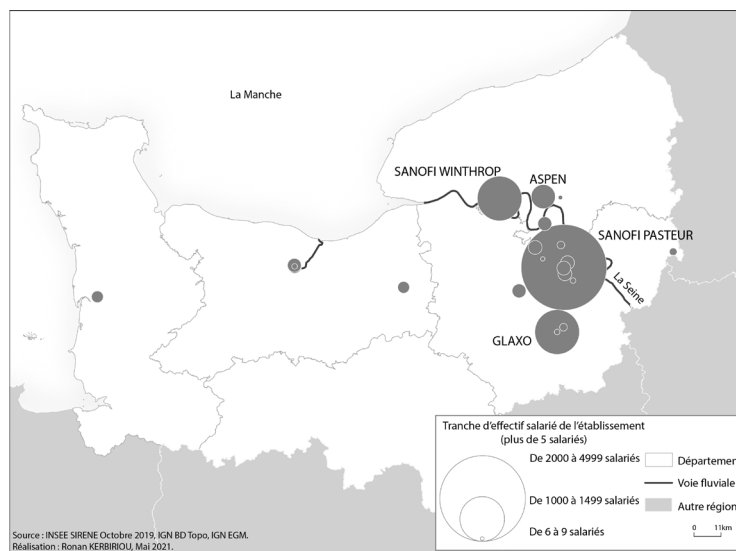 La Manche
SANOFI WINTHROP
ASPEN
SANOFI PASTEUR
La Seine
GLAXO
Tranche d'effectif salarié de l'établissement
(plus de 5 salariés)
De 2000 à 4999 salariés
De 1000 à 1499 salariés
De 6 à 9 salariés
Départemen
Voie fluviale
Autre région
0 11km
Source : INSEE SIRENE Octobre 2019, IGN BD Topo, IGN EGM.
Réalisation : Ronan KERBIRIOU, Mai 2021.